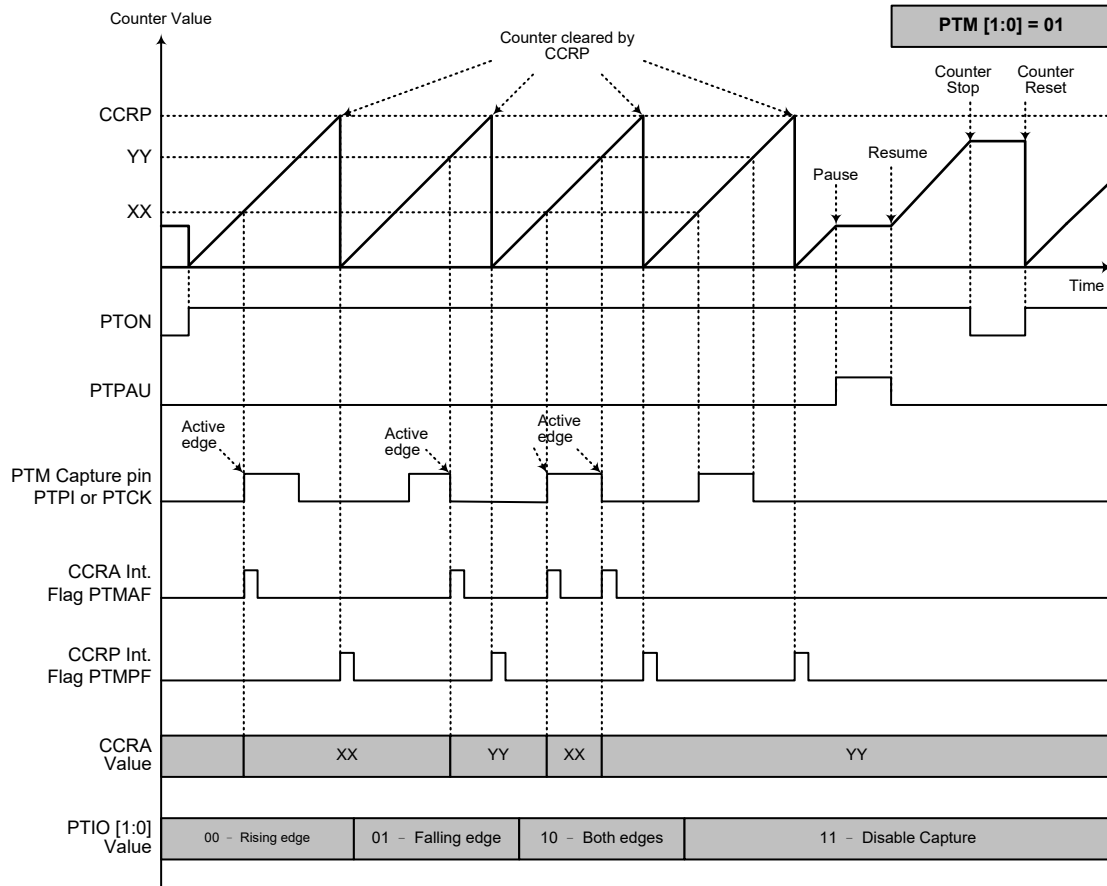 Counter Value
PTM [1:0] = 01
Counter cleared by
CCRP
Counter
Stop
Counter
Reset
CCRP
YY
Resume
Pause
XX
Time
PTON
PTPAU
Active
edge
Active
edge
Active
edge
PTM Capture pin
PTPI or PTCK
CCRA Int.
Flag PTMAF
CCRP Int.
Flag PTMPF
CCRA
Value
XX
YY
XX
YY
PTIO [1:0]
Value
00 – Rising edge
01 – Falling edge
10 – Both edges
11 – Disable Capture